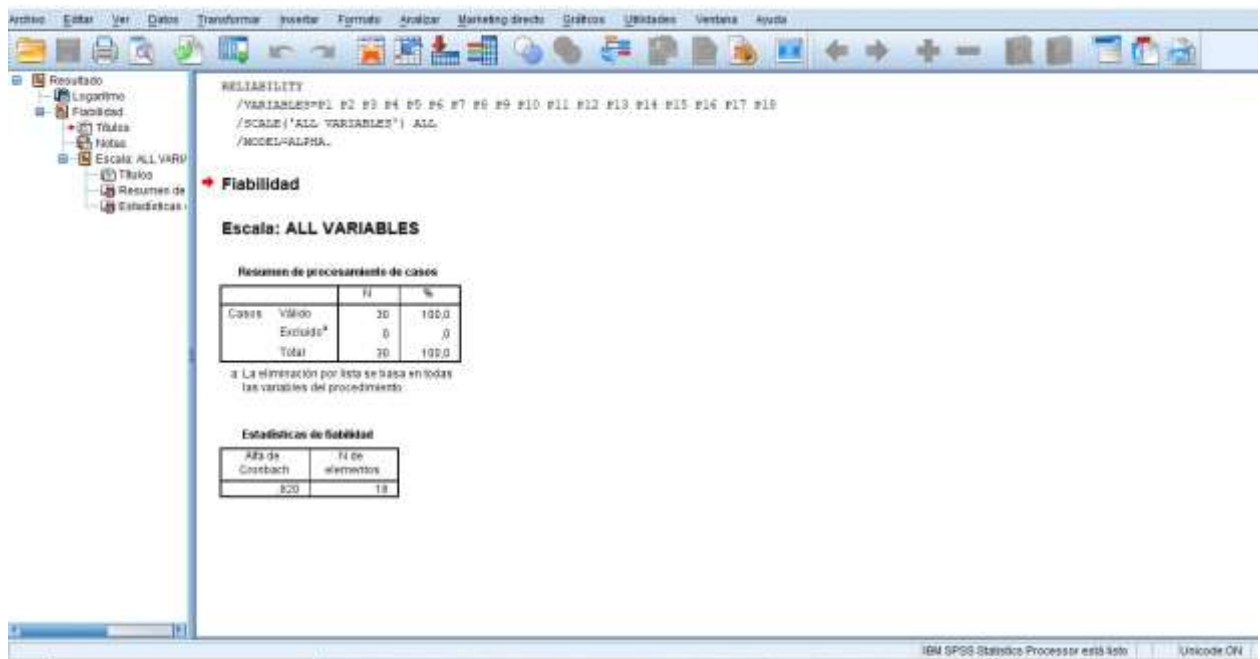 Archivo Editar Ver Datos Transformar Insertar Formato Analizar Marketing directo Gráficos Utilidades Ventana Ayuda
Resultado
Logaritmo
Fiabilidad
Títulos
Notas
Escala: ALL VARI
Títulos
Resumen de
Estadísticas
RELIABILITY
/VARIABLES=P1 P2 P3 P4 P5 P6 P7 P8 P9 P10 P11 P12 P13 P14 P15 P16 P17 P18
/SCALE('ALL VARIABLES') ALL
/MODEL=ALPHA.
Fiabilidad
Escala: ALL VARIABLES
Resumen de procesamiento de casos
N %
Casos Válido 30 100,0
Excluido a 0 ,0
Total 30 100,0
a. La eliminación por lista se basa en todas
las variables del procedimiento.
Estadísticas de fiabilidad
Alfa de Cronbach N de elementos
,820 18
IBM SPSS Statistics Processor está listo Unicode:ON